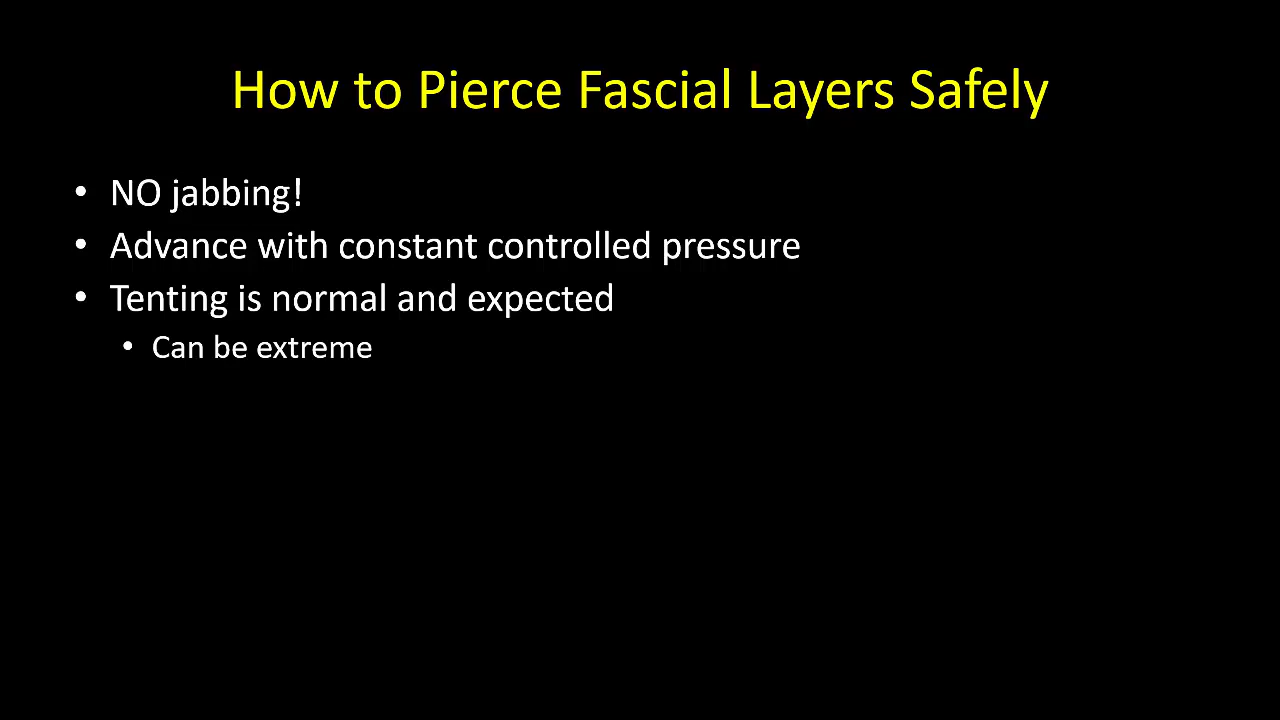 How to Pierce Fascial Layers Safely
• NO jabbing!
• Advance with constant controlled pressure
• Tenting is normal and expected
• Can be extreme